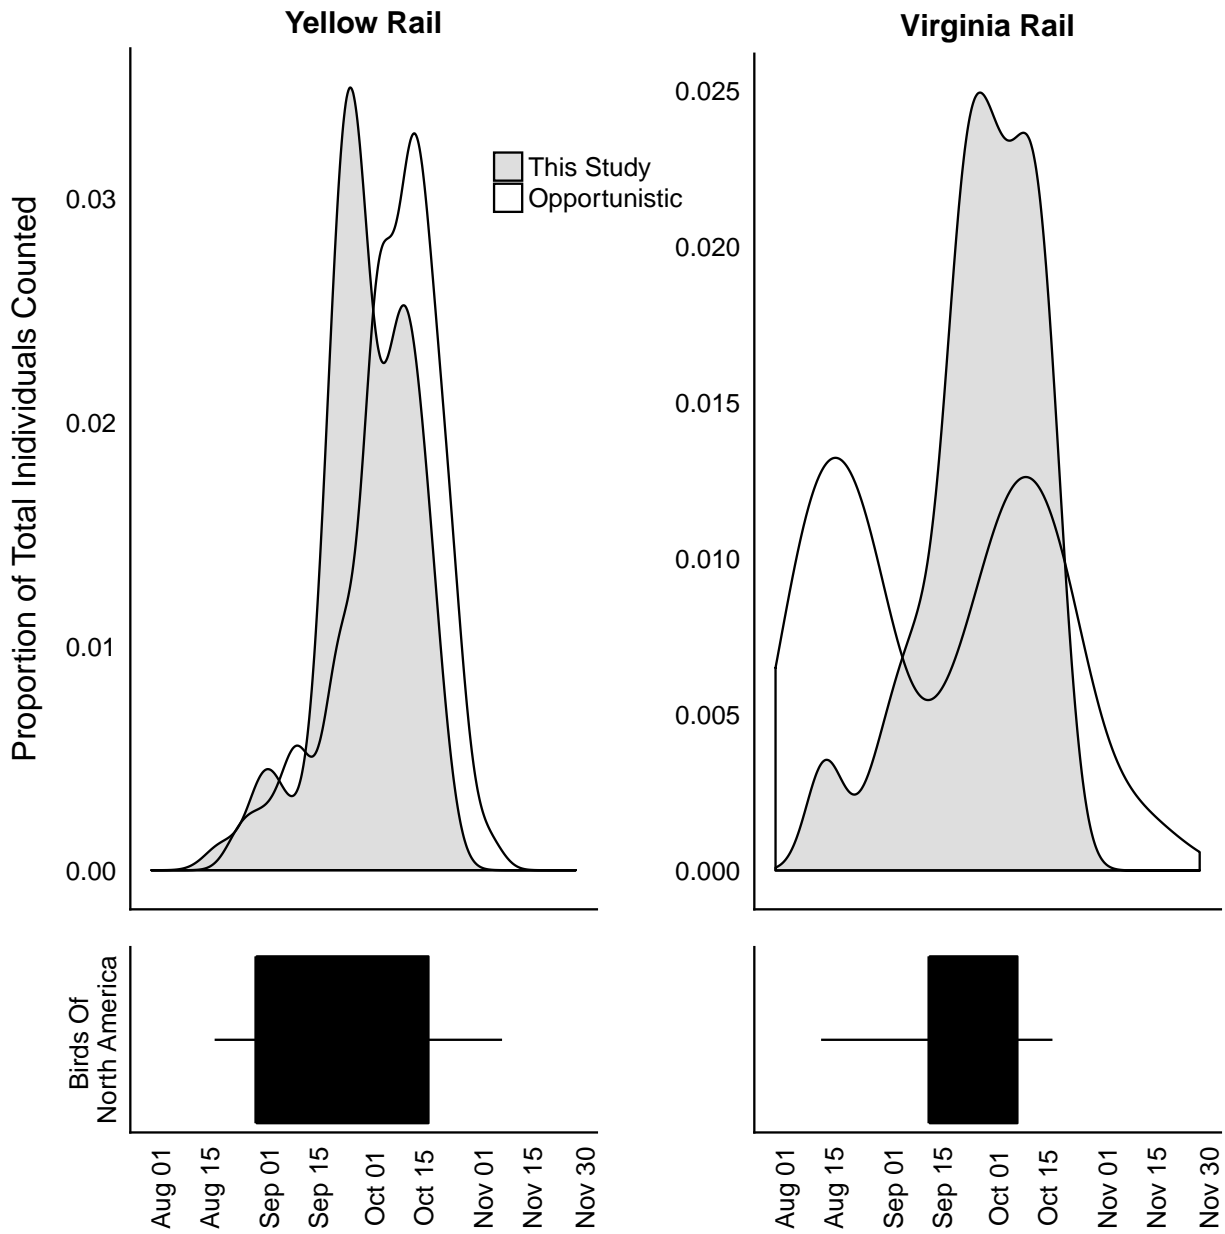 Yellow Rail
Virginia Rail
Proportion of Total Inidividuals Counted
0.03
0.02
0.01
0.00
This Study
Opportunistic
0.025
0.020
0.015
0.010
0.005
0.000
Birds Of
North America
Aug 01
Aug 15
Sep 01
Sep 15
Oct 01
Oct 15
Nov 01
Nov 15
Nov 30
Aug 01
Aug 15
Sep 01
Sep 15
Oct 01
Oct 15
Nov 01
Nov 15
Nov 30